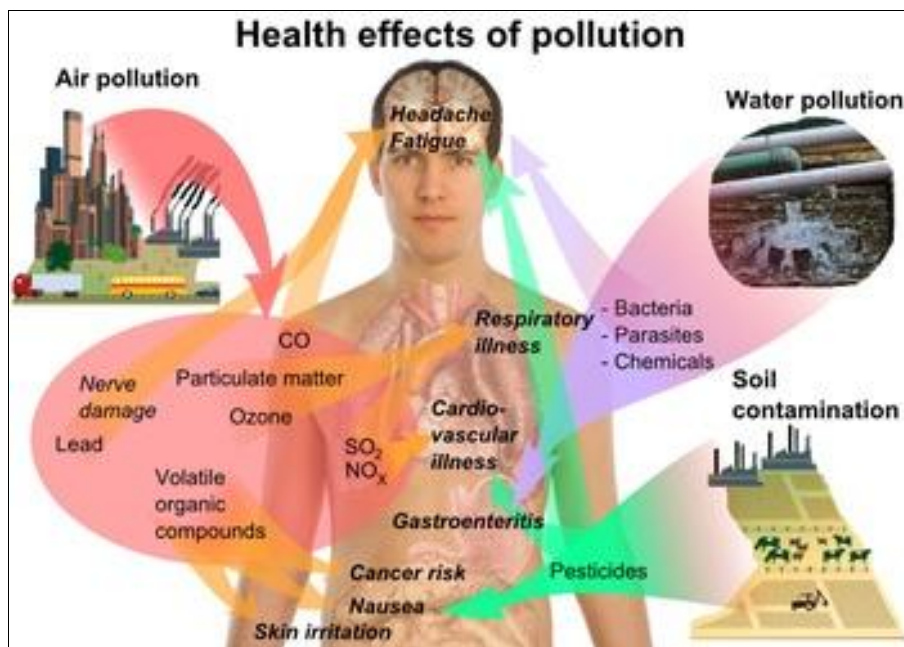 Health effects of pollution
Air pollution
Water pollution
Headache
Fatigue
- Bacteria
- Parasites
- Chemicals
CO
Respiratory
illness
Particulate matter
Nerve
damage
Ozone
Lead
Cardio-
vascular
illness
SO₂
NOₓ
Soil
contamination
Volatile
organic
compounds
Gastroenteritis
Cancer risk
Pesticides
Nausea
Skin irritation